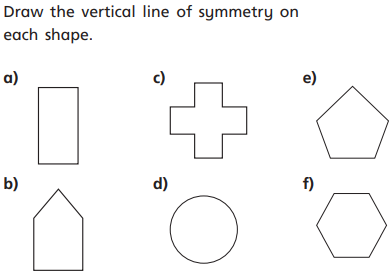 Draw the vertical line of symmetry on
each shape.
a)
c)
e)
b)
d)
f)